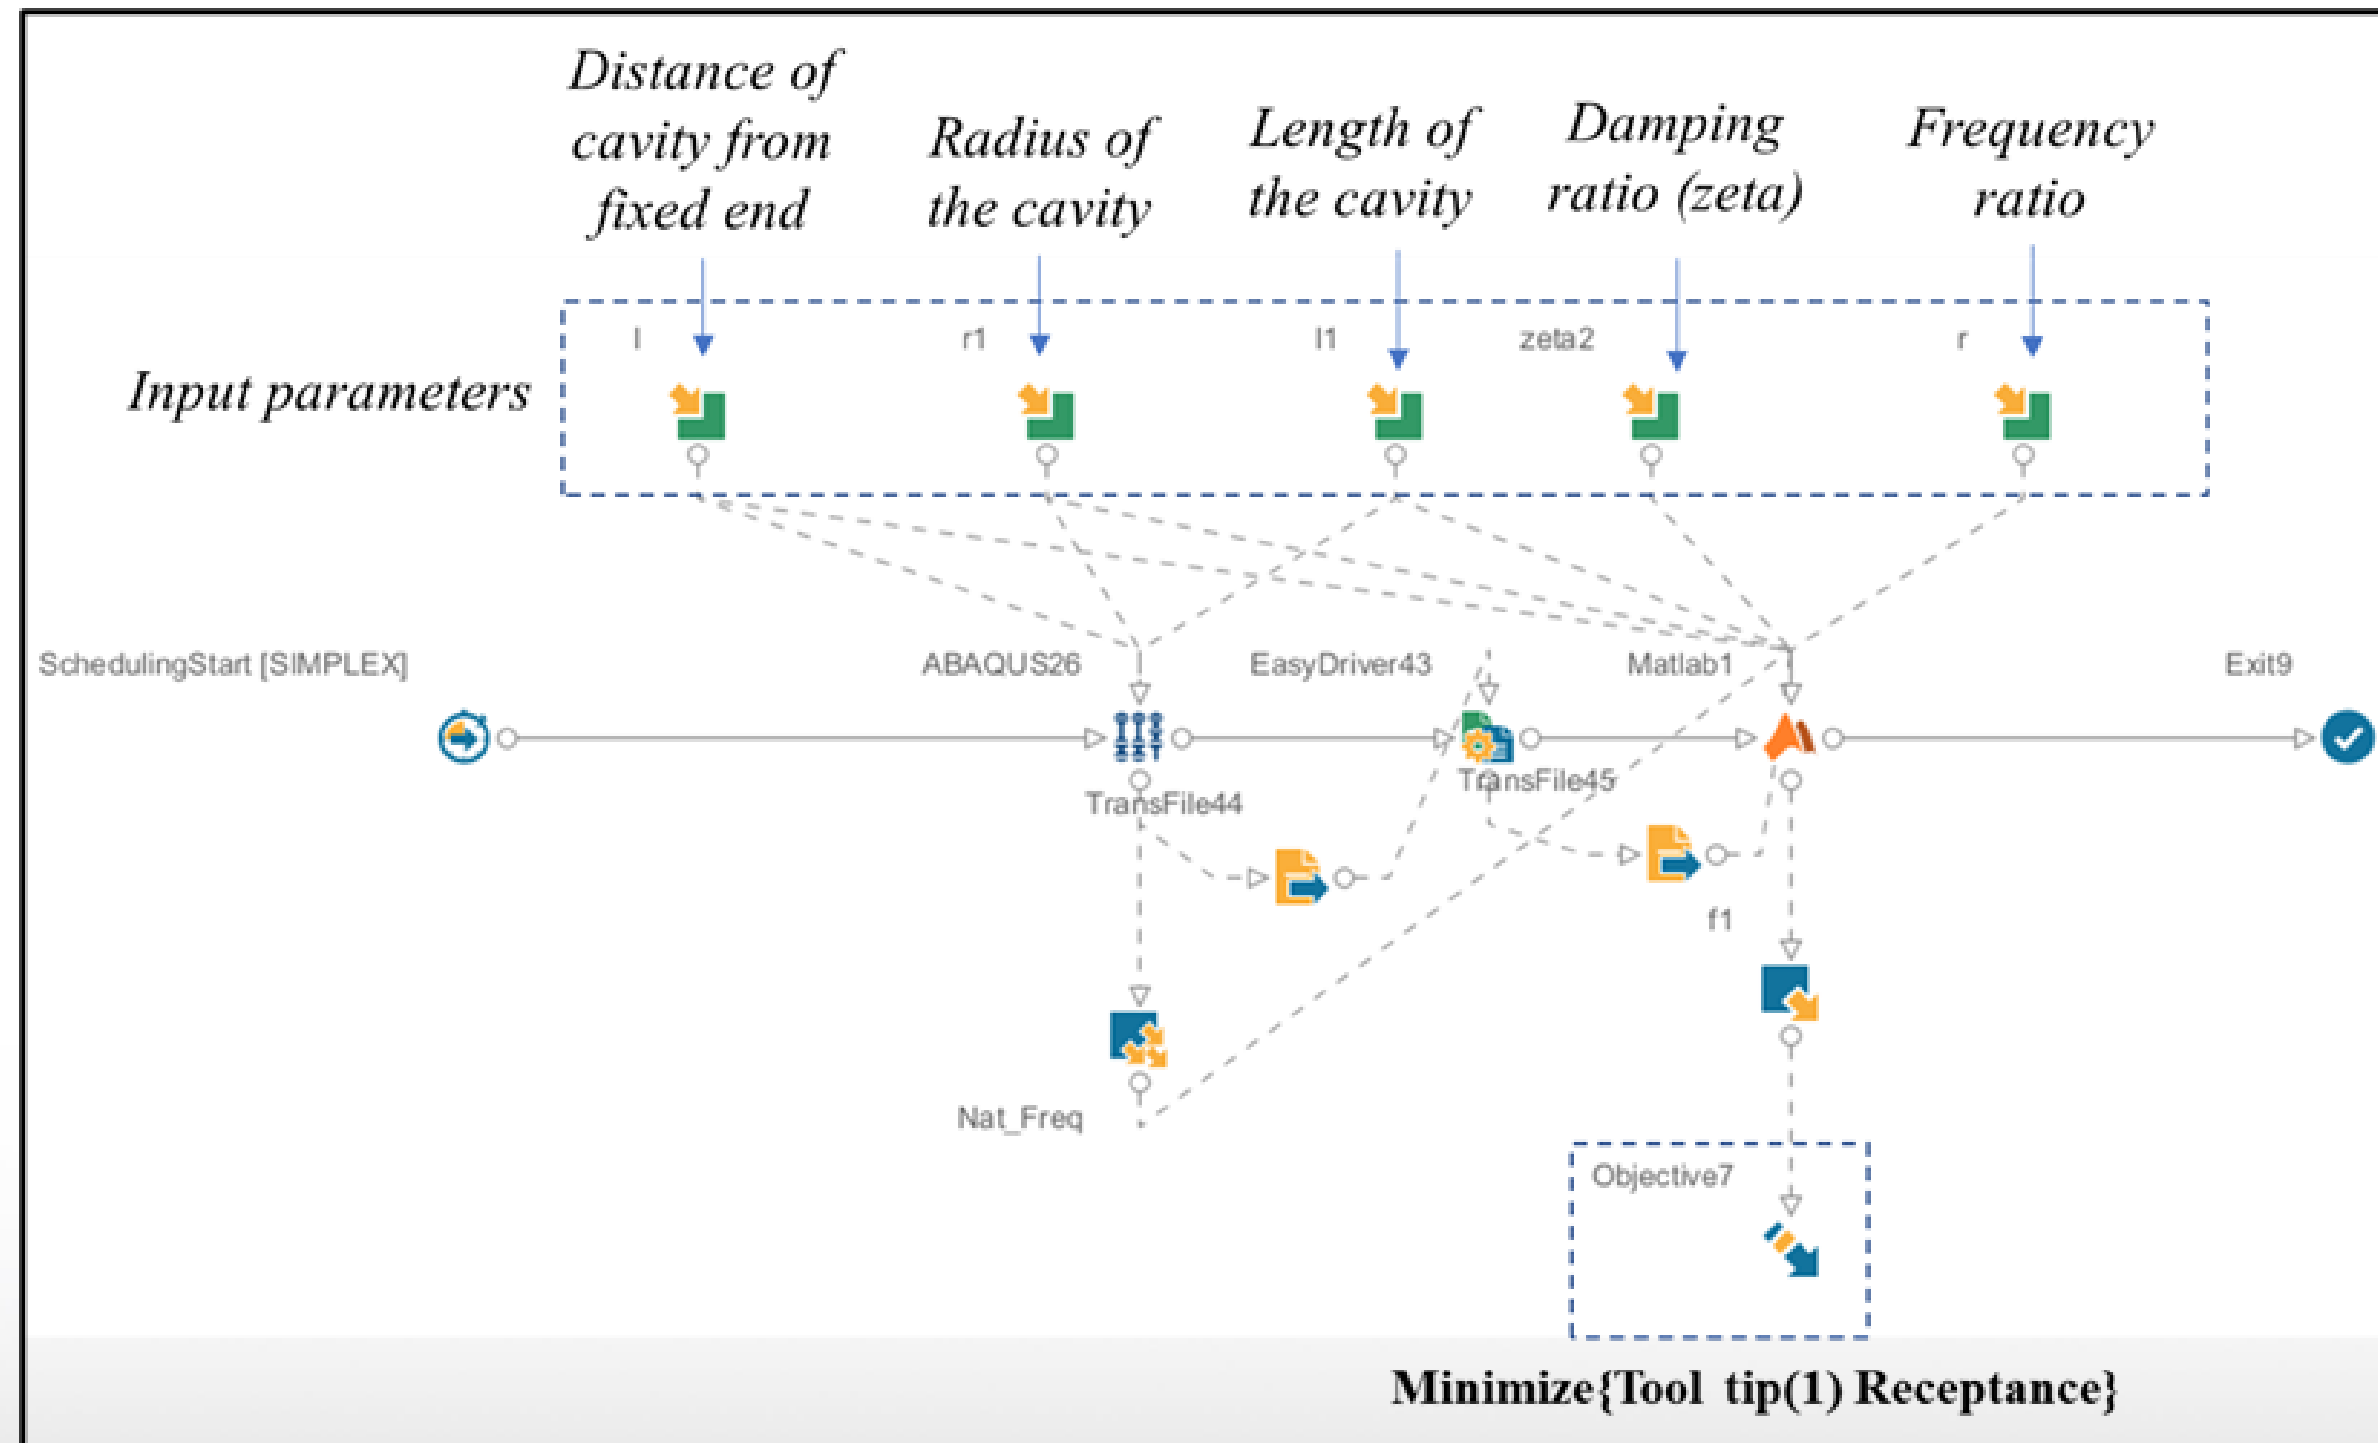 Distance of
cavity from
fixed end
Radius of
the cavity
Length of
the cavity
Damping
ratio (zeta)
Frequency
ratio
Input parameters
l
r1
l1
zeta2
r
SchedulingStart [SIMPLEX]
ABAQUS26
EasyDriver43
Matlab1
Exit9
TransFile44
TransFile45
f1
Nat_Freq
Objective7
Minimize{Tool tip(1) Receptance}